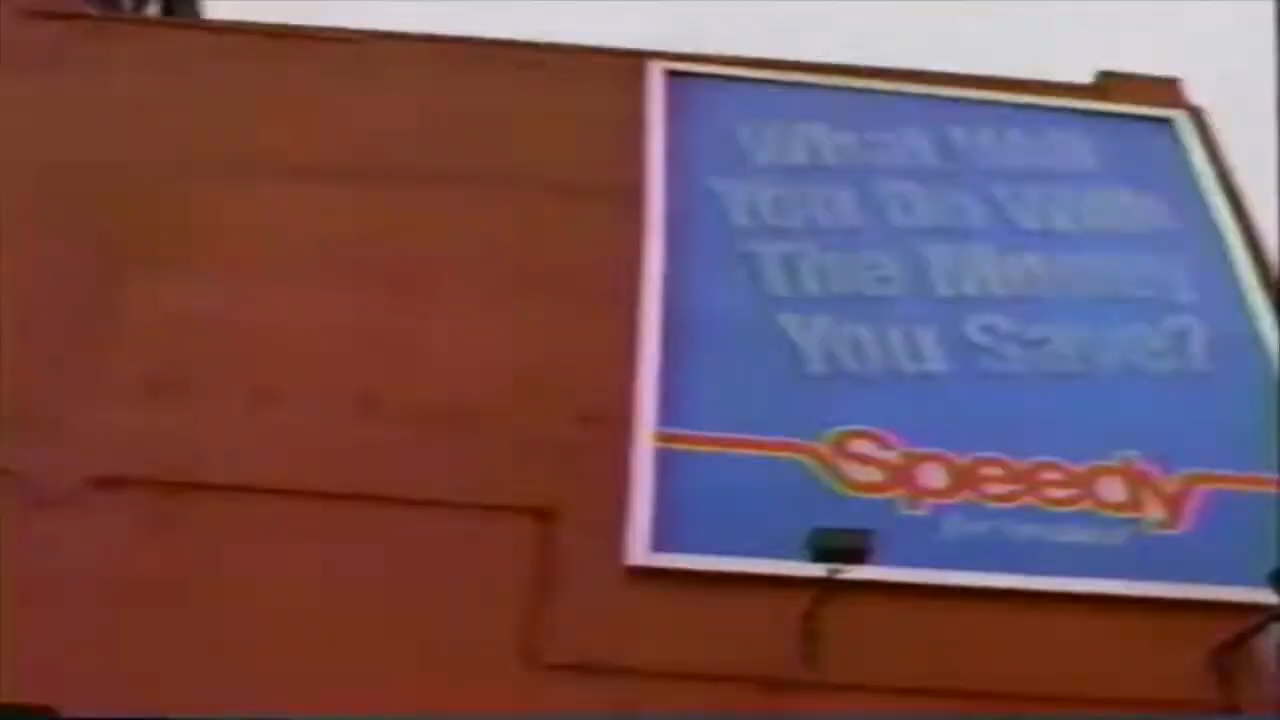 What Will
You Do With
The Money
You Save?
Speedy